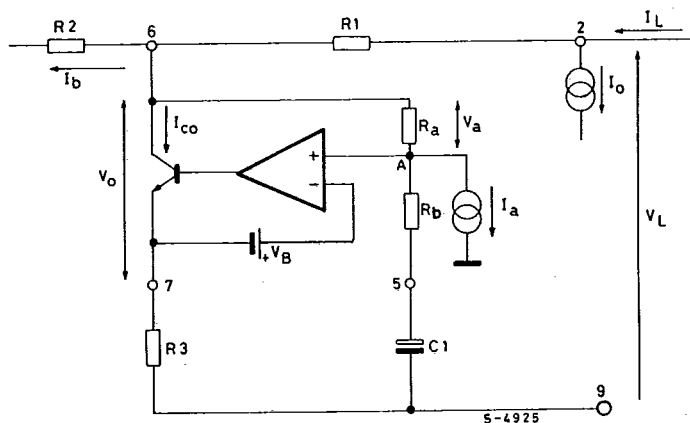 R2
6
R1
2
I_L
I_b
I_o
I_co
V_a
R_a
V_o
+
A
−
R_b
I_a
V_L
+ V_B
7
5
R3
C1
S-4925
9